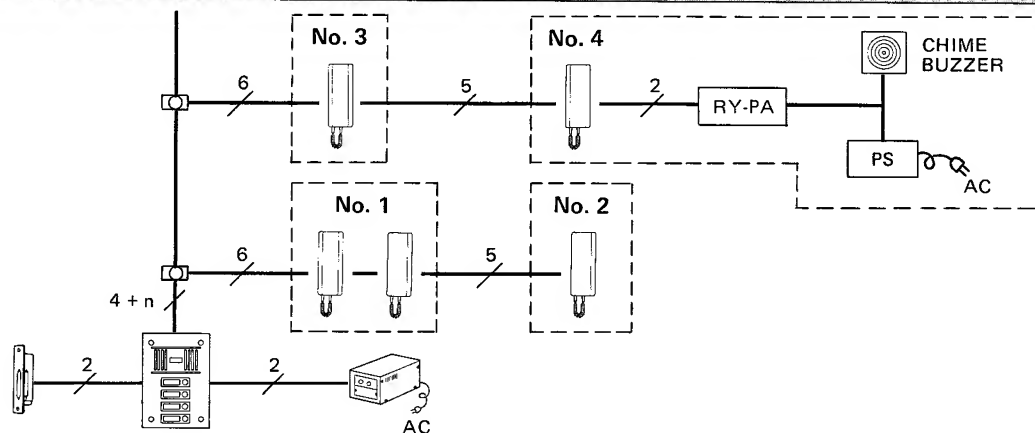 No. 3
No. 4
CHIME
BUZZER
6
5
2
RY-PA
PS
AC
No. 1
No. 2
6
5
4 + n
2
2
AC